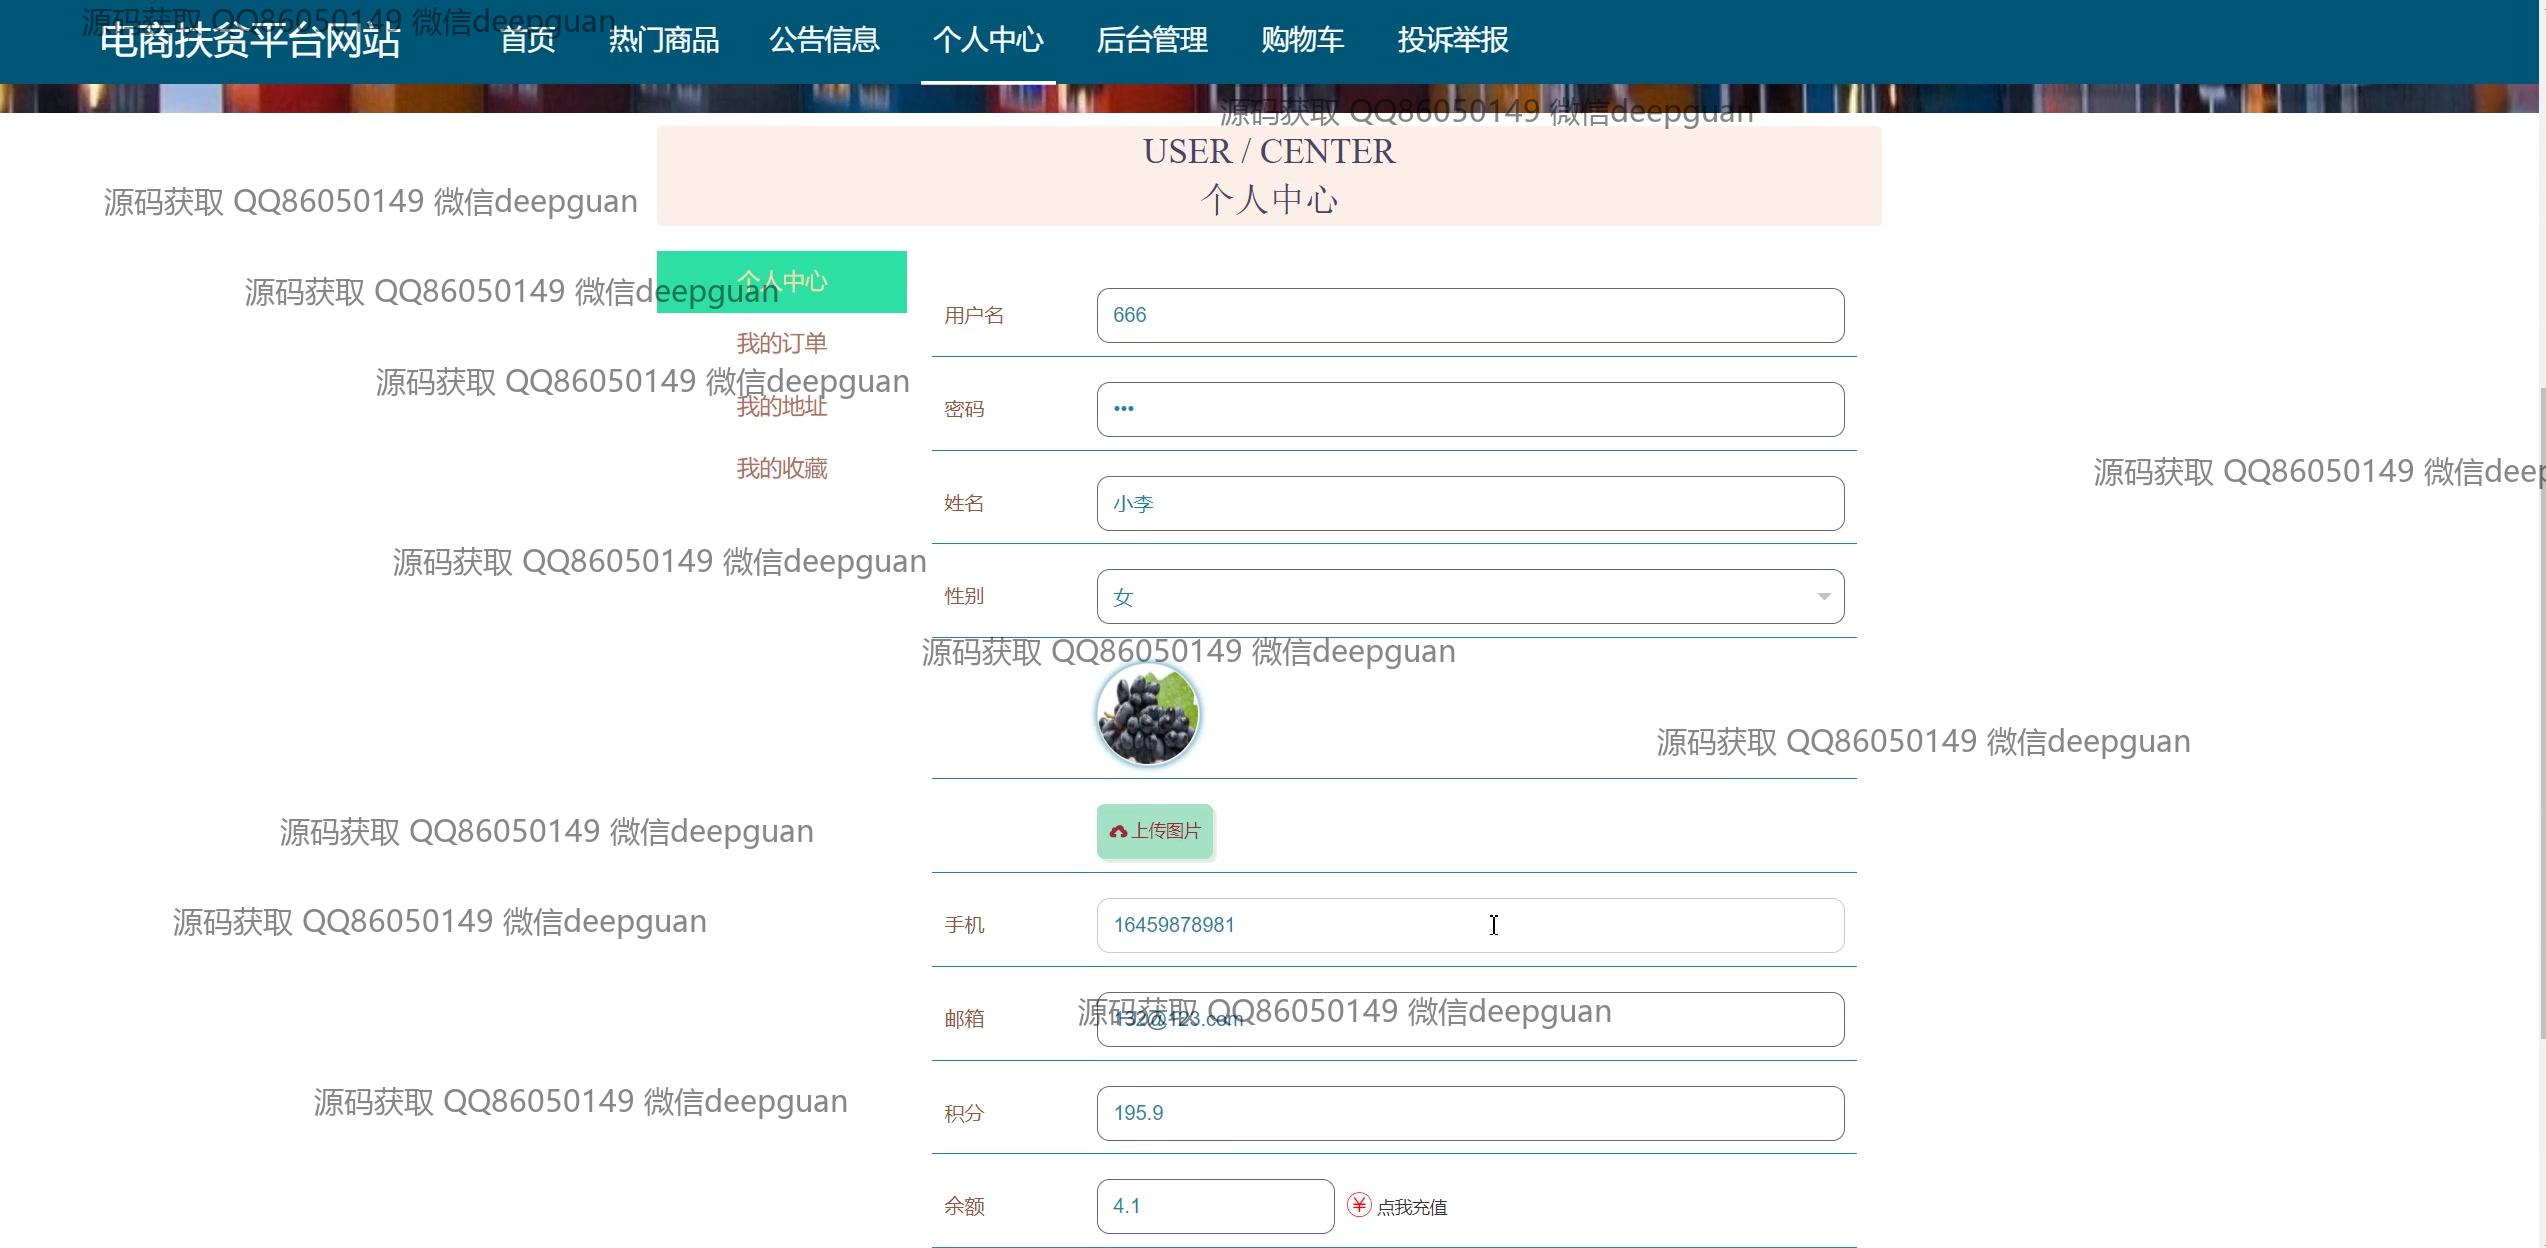 源码获取 QQ86050149 微信deepguan
电商扶贫平台网站 首页 热门商品 公告信息 个人中心 后台管理 购物车 投诉举报
源码获取 QQ86050149 微信deepguan
USER / CENTER
源码获取 QQ86050149 微信deepguan
个人中心
个人中心
源码获取 QQ86050149 微信deepguan
用户名 666
我的订单
源码获取 QQ86050149 微信deepguan
我的地址
密码 •••
我的收藏
源码获取 QQ86050149 微信deep
姓名 小李
源码获取 QQ86050149 微信deepguan
性别 女
源码获取 QQ86050149 微信deepguan
源码获取 QQ86050149 微信deepguan
源码获取 QQ86050149 微信deepguan
上传图片
源码获取 QQ86050149 微信deepguan
手机 16459878981
源码获取 QQ86050149 微信deepguan
邮箱 132@123.com
源码获取 QQ86050149 微信deepguan
积分 195.9
余额 4.1 ¥ 点我充值